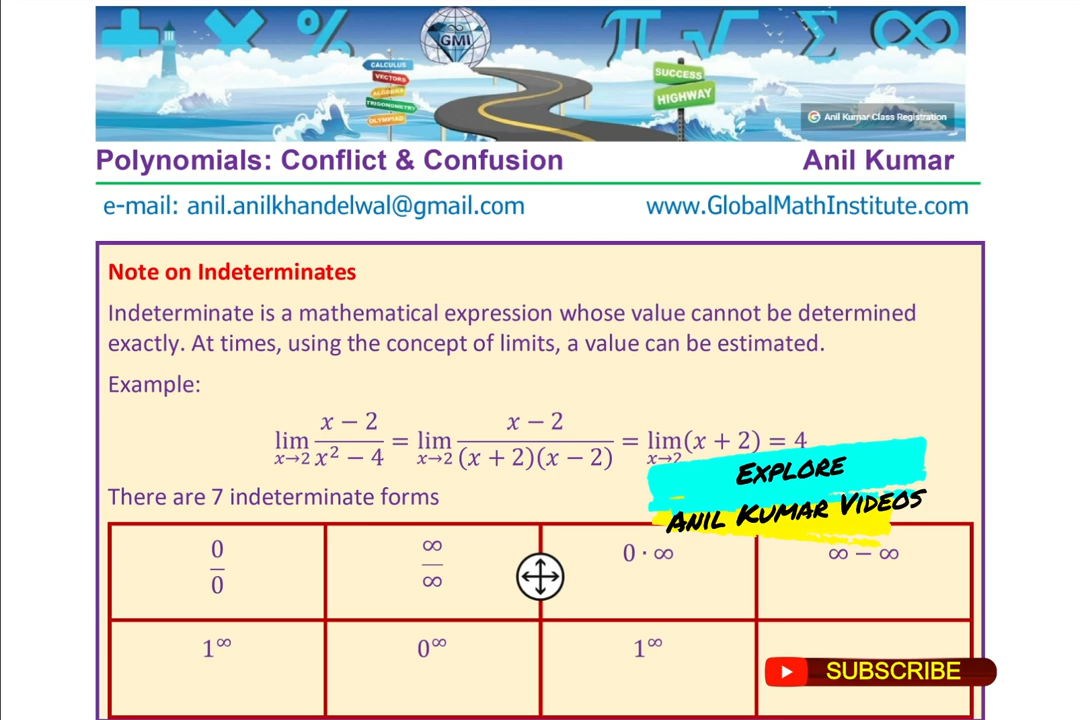 GMI
CALCULUS
VECTORS
ALGEBRA
TRIGONOMETRY
OLYMPIAD
SUCCESS
HIGHWAY
G Anil Kumar Class Registration
Polynomials: Conflict & Confusion Anil Kumar
e-mail: anil.anilkhandelwal@gmail.com www.GlobalMathInstitute.com
Note on Indeterminates
Indeterminate is a mathematical expression whose value cannot be determined
exactly. At times, using the concept of limits, a value can be estimated.
Example:
lim x→2 (x − 2)/(x² − 4) = lim x→2 (x − 2)/((x + 2)(x − 2)) = lim x→2 (x + 2) = 4
EXPLORE
There are 7 indeterminate forms
ANIL KUMAR VIDEOS
0/0 ∞/∞ 0 · ∞ ∞ − ∞
1^∞ 0^∞ 1^∞
SUBSCRIBE